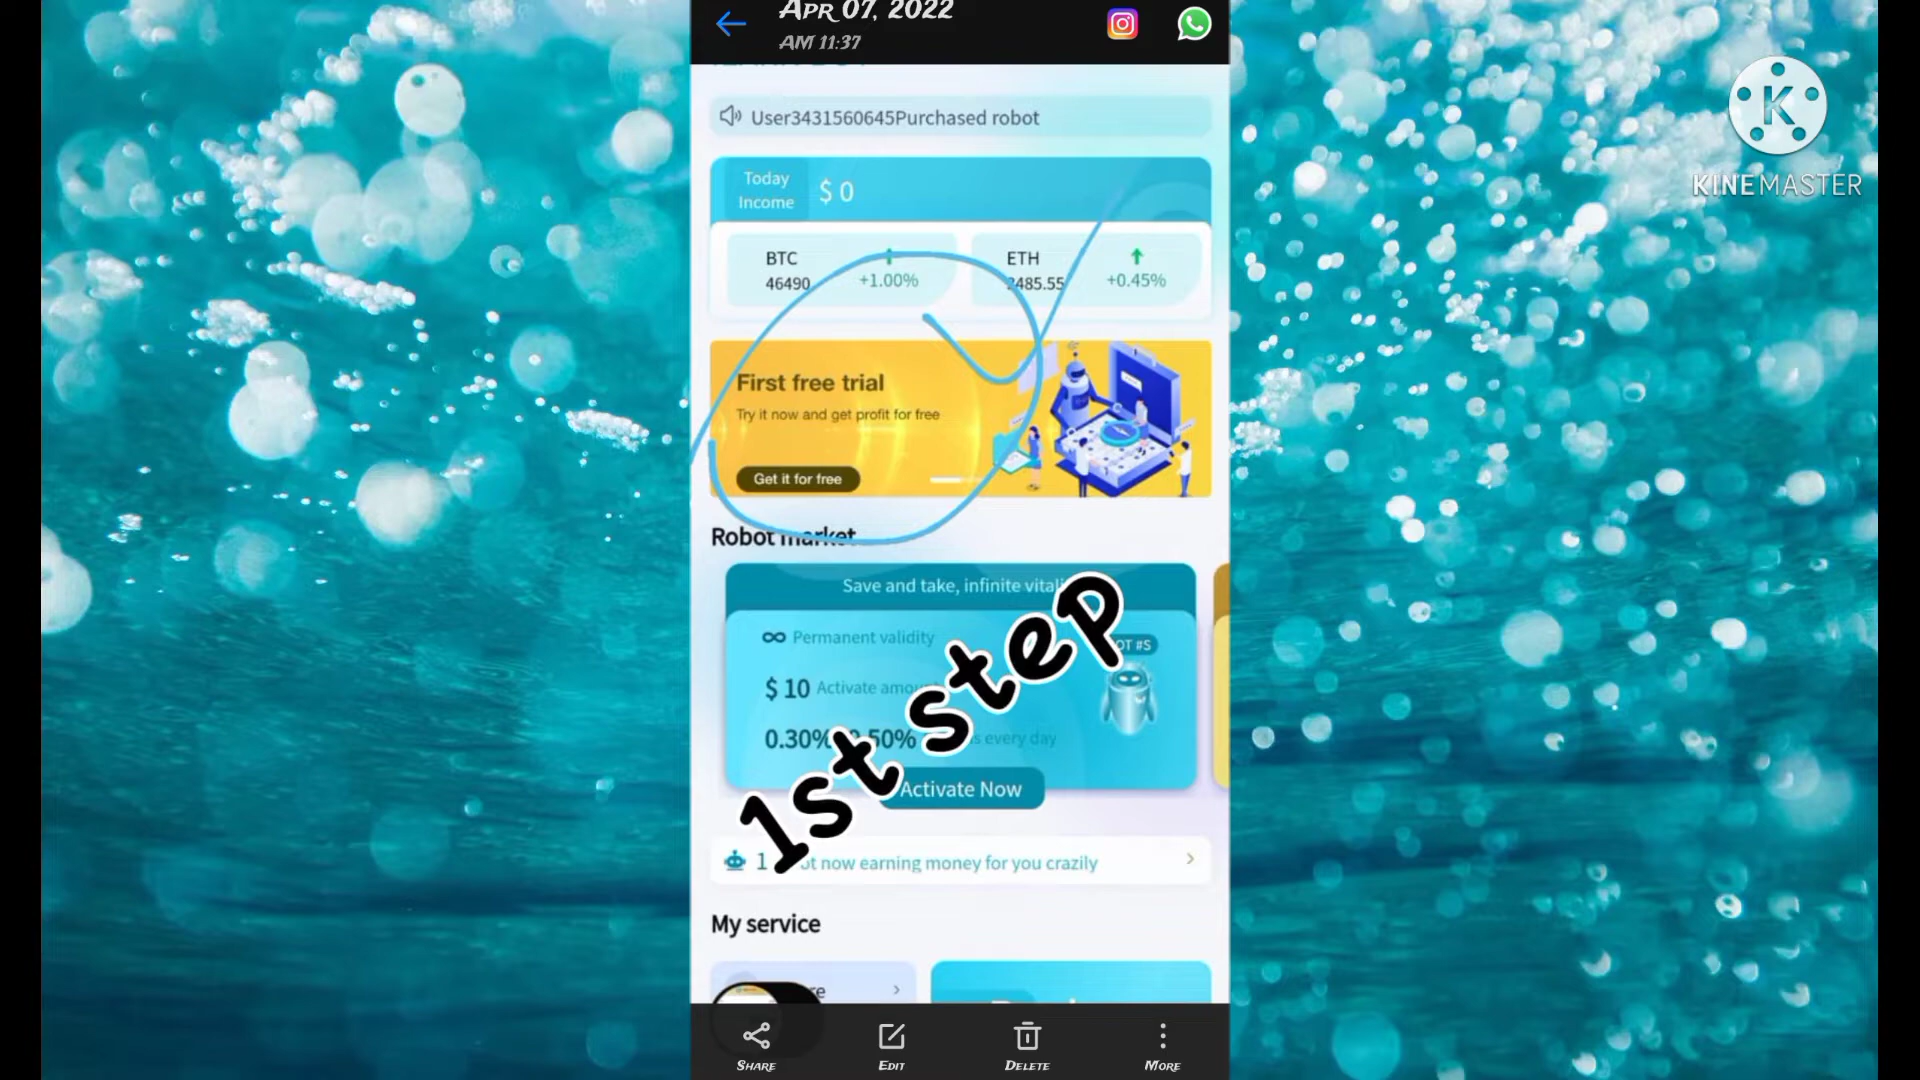 APR 07, 2022
AM 11:37
KINEMASTER
User3431560645Purchased robot
Today
Income
$ 0
BTC
46490
+1.00%
ETH
3485.55
+0.45%
First free trial
Try it now and get profit for free
Get it for free
Robot market
Save and take, infinite
Permanent validity
$ 10 Activate
0.30% every day
1st step
Activate Now
1 now earning money for you crazily
My service
SHARE
EDIT
DELETE
MORE